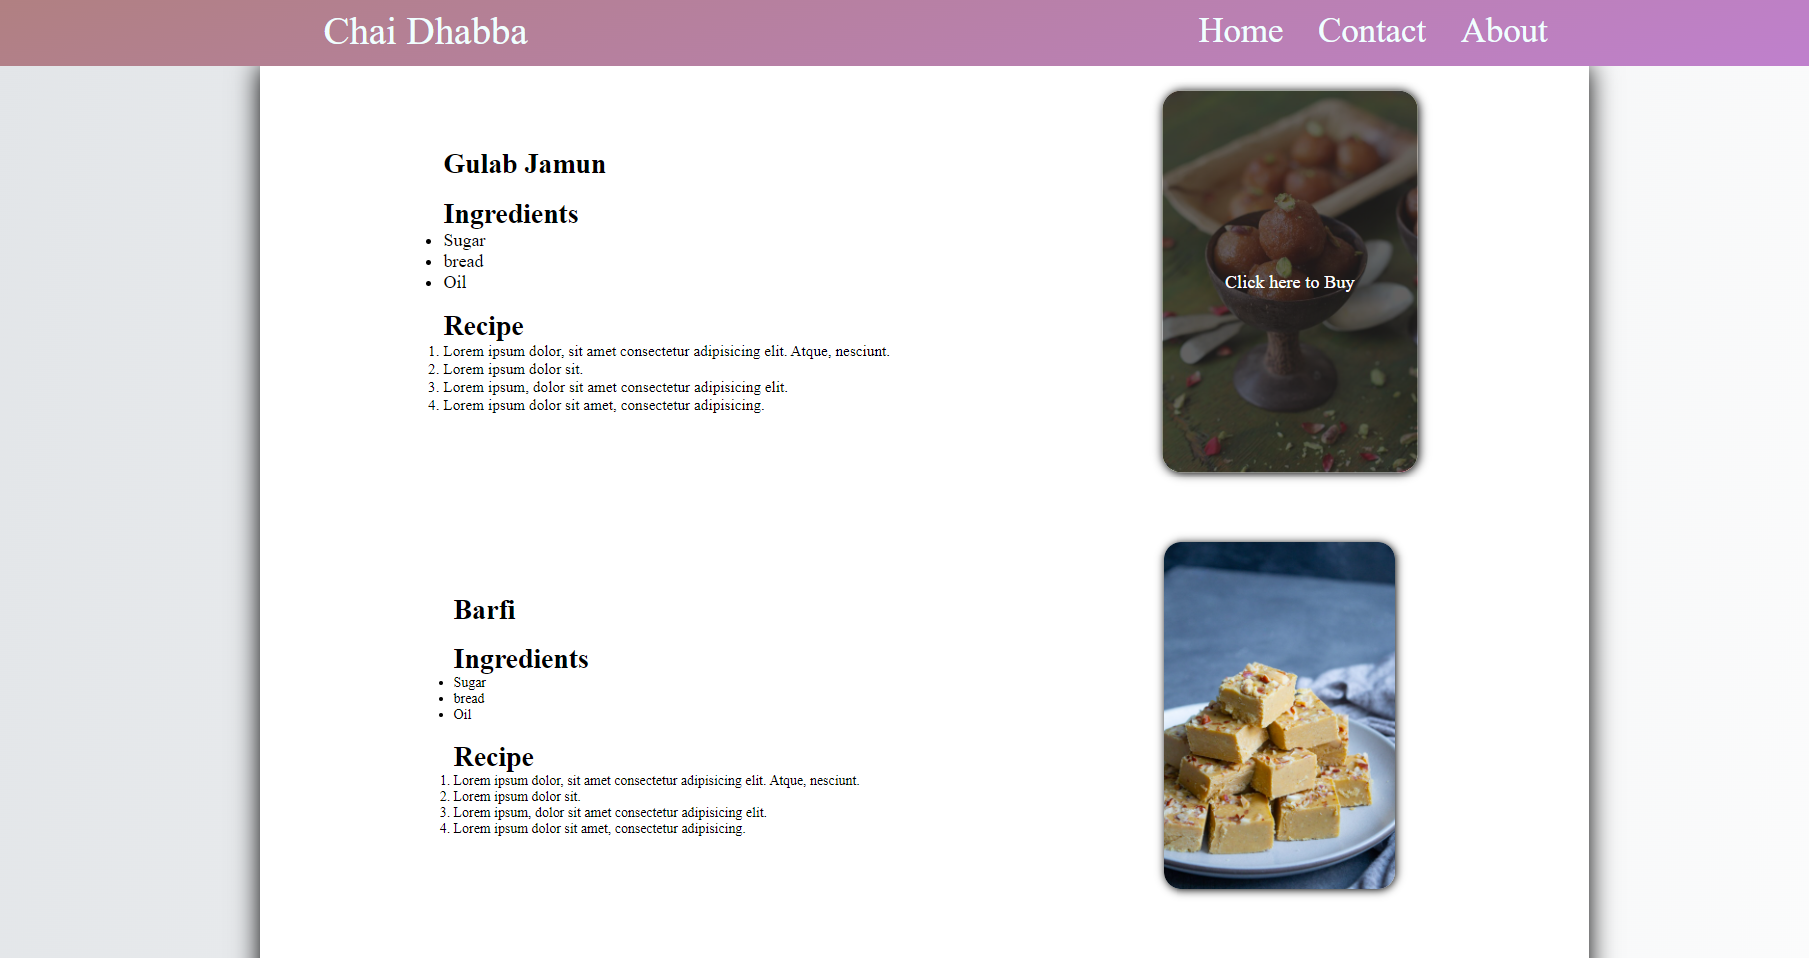 Chai Dhabba
Home Contact About
Gulab Jamun
Ingredients
• Sugar
• bread
• Oil
Recipe
1. Lorem ipsum dolor, sit amet consectetur adipisicing elit. Atque, nesciunt.
2. Lorem ipsum dolor sit.
3. Lorem ipsum, dolor sit amet consectetur adipisicing elit.
4. Lorem ipsum dolor sit amet, consectetur adipisicing.
Click here to Buy
Barfi
Ingredients
• Sugar
• bread
• Oil
Recipe
1. Lorem ipsum dolor, sit amet consectetur adipisicing elit. Atque, nesciunt.
2. Lorem ipsum dolor sit.
3. Lorem ipsum, dolor sit amet consectetur adipisicing elit.
4. Lorem ipsum dolor sit amet, consectetur adipisicing.